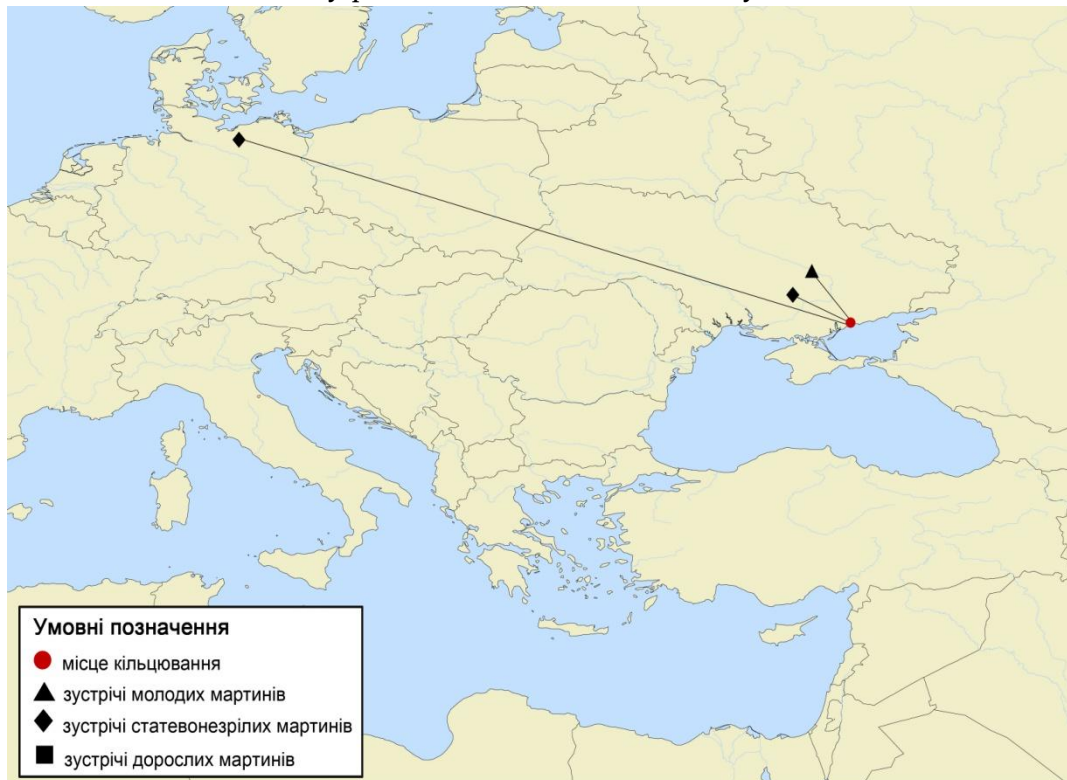 Умовні позначення
місце кільцювання
зустрічі молодих мартинів
зустрічі статевонезрілих мартинів
зустрічі дорослих мартинів